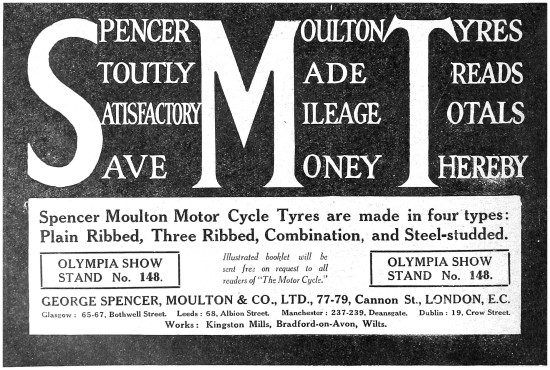 SPENCER MOULTON TYRES
STOUTLY MADE TREADS
SATISFACTORY MILEAGE TOTALS
SAVE MONEY THEREBY
Spencer Moulton Motor Cycle Tyres are made in four types:
Plain Ribbed, Three Ribbed, Combination, and Steel-studded.
OLYMPIA SHOW
STAND No. 148.
Illustrated booklet will be
sent free on request to all
readers of "The Motor Cycle."
OLYMPIA SHOW
STAND No. 148.
GEORGE SPENCER, MOULTON & CO., LTD., 77-79, Cannon St., LONDON, E.C.
Glasgow: 65-67, Bothwell Street. Leeds: 68, Albion Street. Manchester: 237-239, Deansgate. Dublin: 19, Crow Street.
Works: Kingston Mills, Bradford-on-Avon, Wilts.